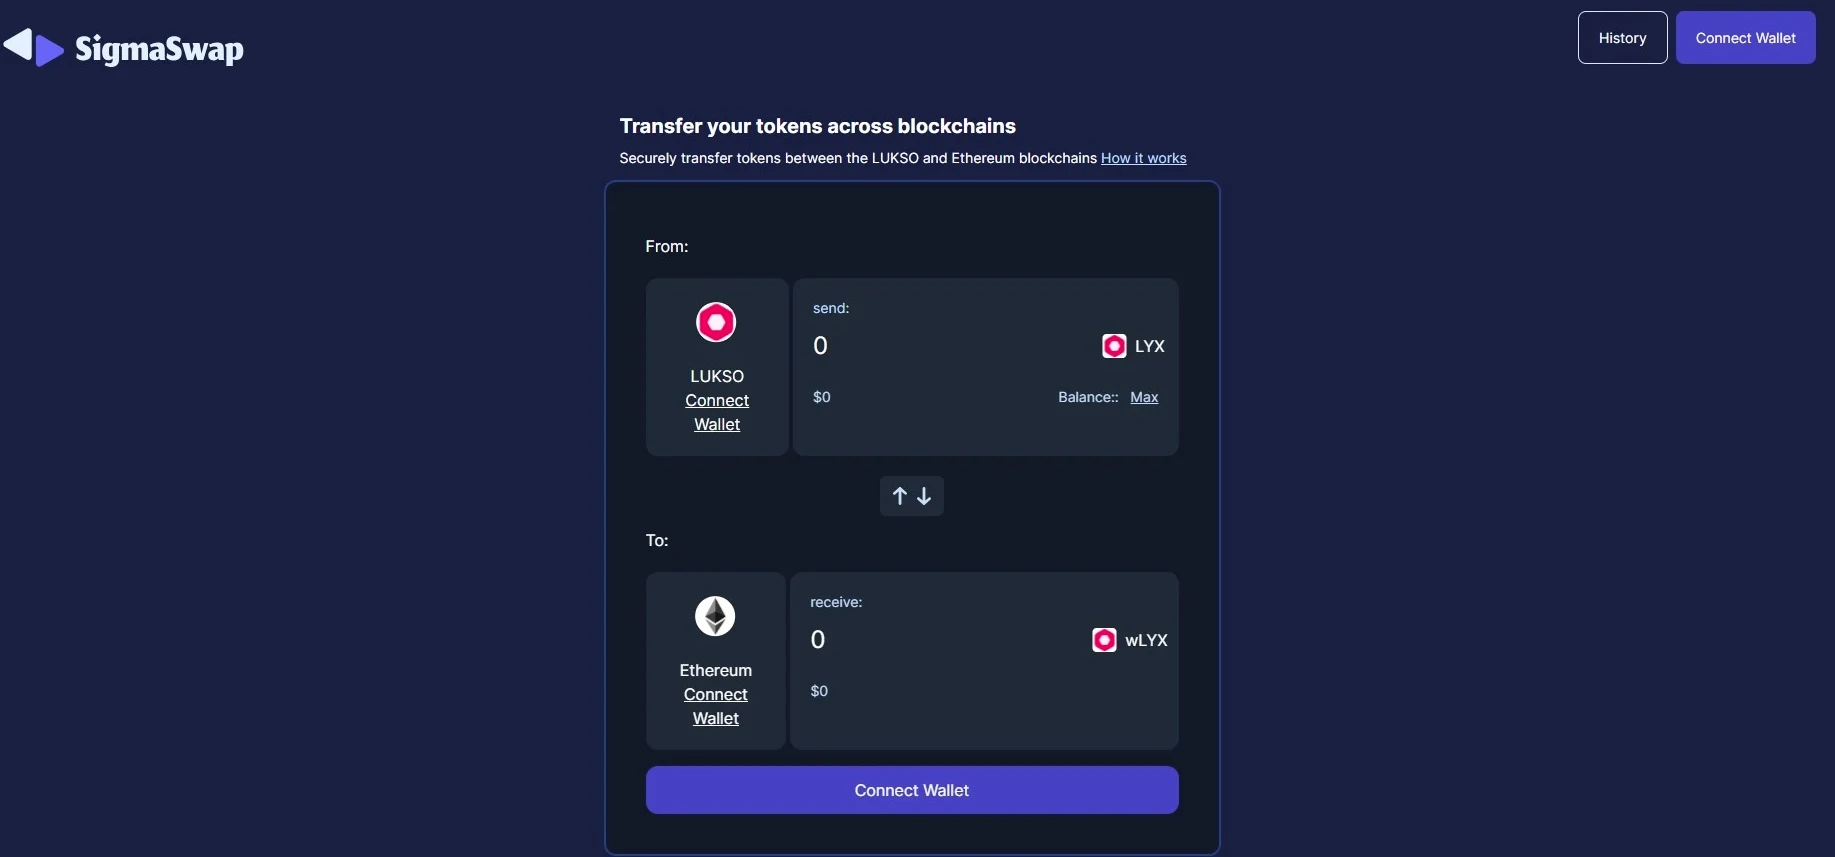 SigmaSwap
History
Connect Wallet
Transfer your tokens across blockchains
Securely transfer tokens between the LUKSO and Ethereum blockchains How it works
From:
LUKSO
Connect
Wallet
send:
0
LYX
$0
Balance:: Max
To:
Ethereum
Connect
Wallet
receive:
0
wLYX
$0
Connect Wallet